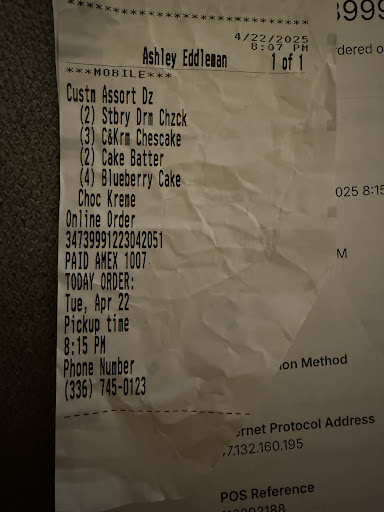 *************************
4/22/2025
8:07 PM
Ashley Eddleman 1 of 1
***MOBILE***
Custm Assort Dz
(2) Stbry Drm Chzck
(3) C&Krm Chescake
(2) Cake Batter
(4) Blueberry Cake
Choc Kreme
Online Order
34739991223042051
PAID AMEX 1007
TODAY ORDER:
Tue, Apr 22
Pickup time
8:15 PM
Phone Number
(336) 745-0123
399
dered o
025 8:15
M
ion Method
ernet Protocol Address
7.132.160.195
POS Reference